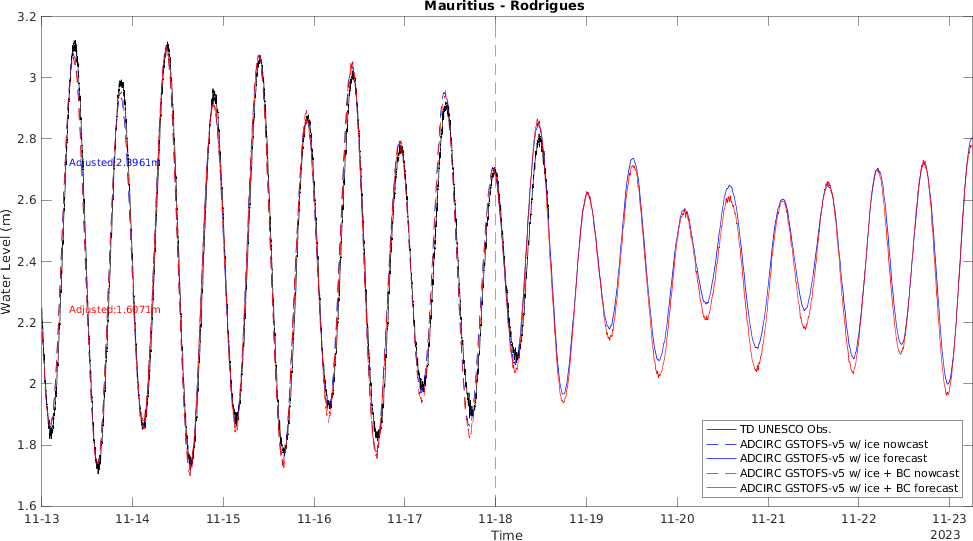 Mauritius - Rodrigues
3.2
3
2.8
2.6
2.4
2.2
2
1.8
1.6
Water Level (m)
Adjusted:2.3961m
Adjusted:1.6071m
TD UNESCO Obs.
ADCIRC GSTOFS-v5 w/ ice nowcast
ADCIRC GSTOFS-v5 w/ ice forecast
ADCIRC GSTOFS-v5 w/ ice + BC nowcast
ADCIRC GSTOFS-v5 w/ ice + BC forecast
11-13 11-14 11-15 11-16 11-17 11-18 11-19 11-20 11-21 11-22 11-23
2023
Time